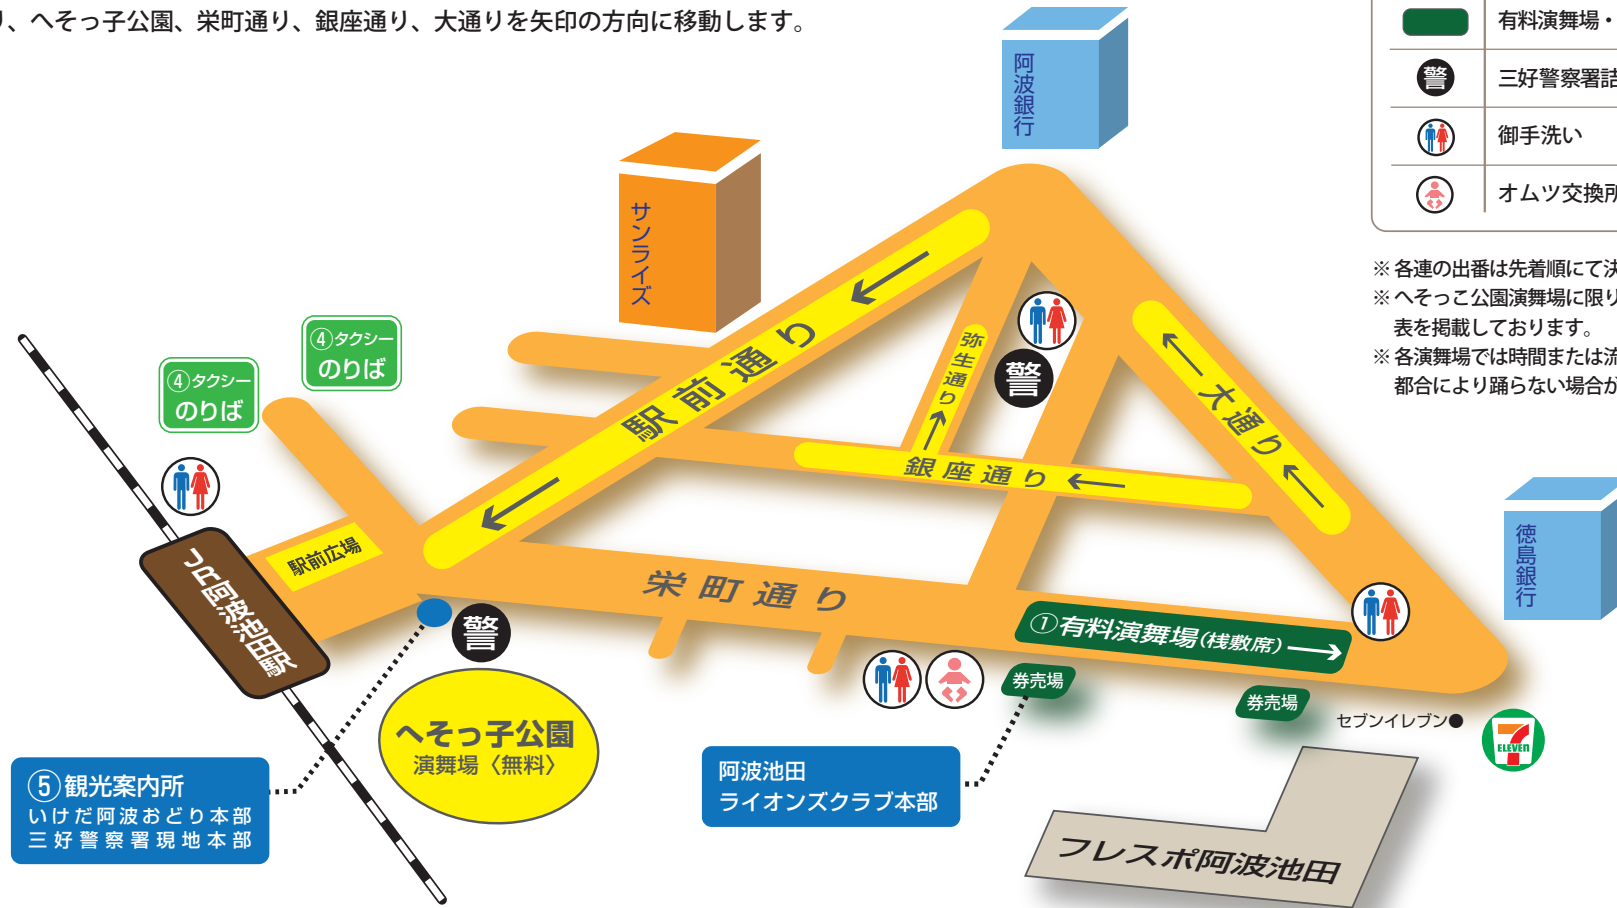 、へそっ子公園、栄町通り、銀座通り、大通りを矢印の方向に移動します。
有料演舞場・
警
三好警察署詰
御手洗い
オムツ交換所
※各連の出番は先着順にて決
※へそっこ公園演舞場に限り
表を掲載しております。
※各演舞場では時間または流
都合により踊らない場合が
阿波銀行
サンライズ
④タクシー
のりば
④タクシー
のりば
駅前通り
弥生通り
警
大通り
銀座通り
徳島銀行
駅前広場
JR阿波池田駅
栄町通り
①有料演舞場(桟敷席)
警
券売場
券売場
セブンイレブン●
7
ELEVEN
へそっ子公園
演舞場〈無料〉
⑤観光案内所
いけだ阿波おどり本部
三好警察署現地本部
阿波池田
ライオンズクラブ本部
フレスポ阿波池田